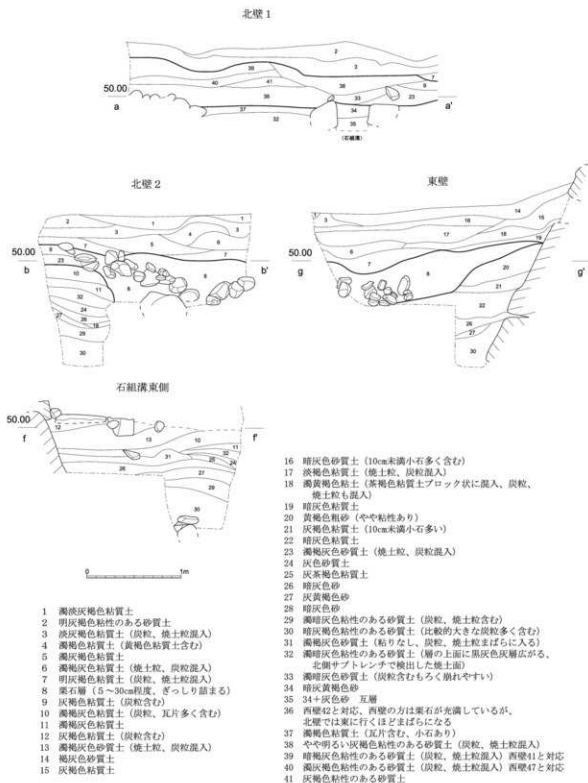 北壁1
50.00
a
a'
(石組溝)
北壁2
東壁
50.00
b
b'
50.00
g
g'
石組溝東側
50.00
f
f'
0
1m
1 濁淡灰褐色粘質土
2 明灰褐色粘性のある砂質土
3 淡灰褐色粘質土（炭粒、焼土粒混入）
4 濁褐色粘質土（黄褐色粘質土含む）
5 濁灰褐色粘質土
6 濁灰褐色粘質土（焼土粒、炭粒混入）
7 明灰褐色粘質土（焼土粒、炭粒混入）
8 栗石層（5～30cm程度、ぎっしり詰まる）
9 灰褐色粘質土（炭粒含む）
10 濁褐灰色粘質土（炭粒、瓦片多く含む）
11 濁褐灰色粘質土
12 灰褐色粘質土（炭粒含む）
13 濁褐灰色砂質土（焼土粒、炭粒混入）
14 褐灰色砂質土
15 灰褐色粘質土
16 暗灰色砂質土（10cm未満小石多く含む）
17 淡褐色粘質土（焼土粒、炭粒混入）
18 濁黄褐色粘土（茶褐色粘質土ブロック状に混入、炭粒、
焼土粒も混入）
19 暗灰色粘質土
20 黄褐色粗砂（やや粘性あり）
21 灰褐色粘質土（10cm未満小石多い）
22 暗灰色粘質土
23 濁褐灰色砂質土（焼土粒、炭粒混入）
24 灰色砂質土
25 灰茶褐色粘質土
26 暗灰色砂
27 灰黄褐色砂
28 暗灰色砂
29 濁暗灰色粘性のある砂質土（炭粒、焼土粒含む）
30 暗灰褐色粘性のある砂質土（比較的大きな炭粒多く含む）
31 濁灰褐色砂質土（粘りなし、炭粒、焼土粒まばらに入る）
32 濁暗灰色粘性のある砂質土（層の上面に黒灰色灰層広がる、
北側サブトレンチで検出した焼土面）
33 濁暗灰色砂質土（炭粒含むもろく崩れやすい）
34 暗灰黄褐色砂
35 34＋灰色砂 互層
36 西壁42と対応、西壁の方は栗石が充満しているが、
北壁では東に行くほどまばらになる
37 濁褐灰色粘質土（瓦片含む、小石あり）
38 やや明るい灰褐色粘性のある砂質土（炭粒、焼土粒混入）
39 暗褐灰色粘性のある砂質土（焼土粒、炭粒混入）西壁41と対応
40 濁灰褐色粘性のある砂質土（炭粒、焼土粒混入）西壁47と対応
41 灰褐色粘性のある砂質土